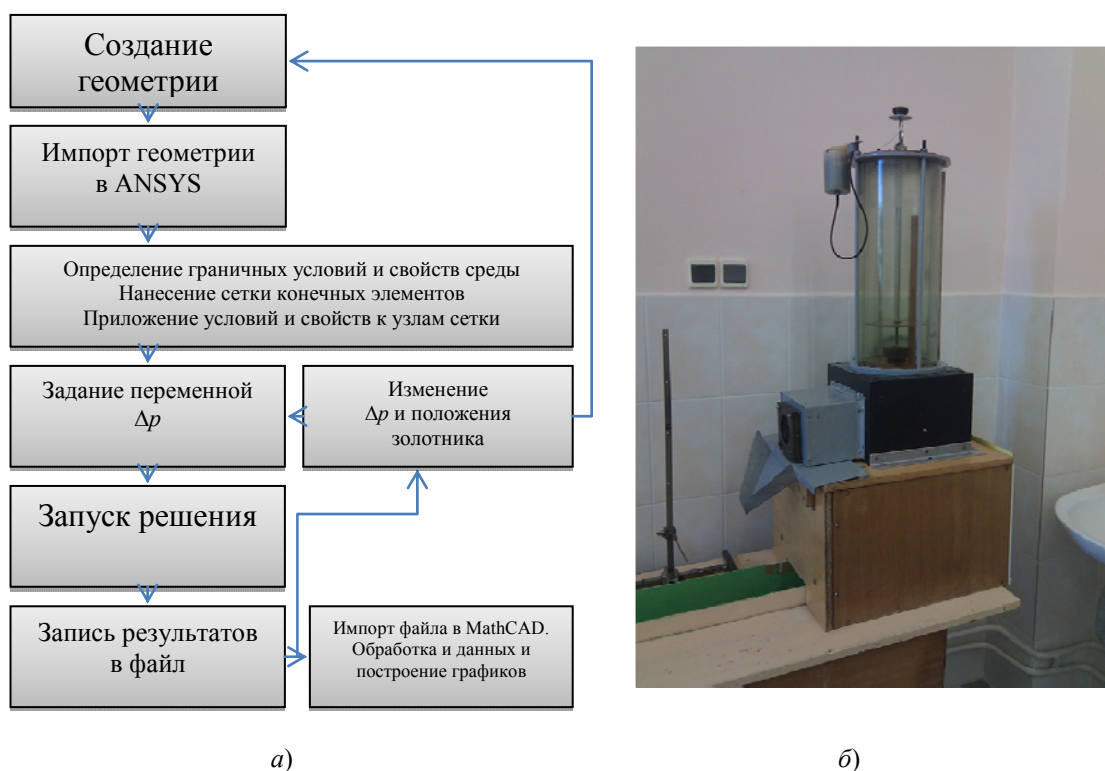 Создание
геометрии
Импорт геометрии
в ANSYS
Определение граничных условий и свойств среды
Нанесение сетки конечных элементов
Приложение условий и свойств к узлам сетки
Задание переменной
Δp
Изменение
Δp и положения
золотника
Запуск решения
Запись результатов
в файл
Импорт файла в MathCAD.
Обработка и данных и
построение графиков
а)
б)